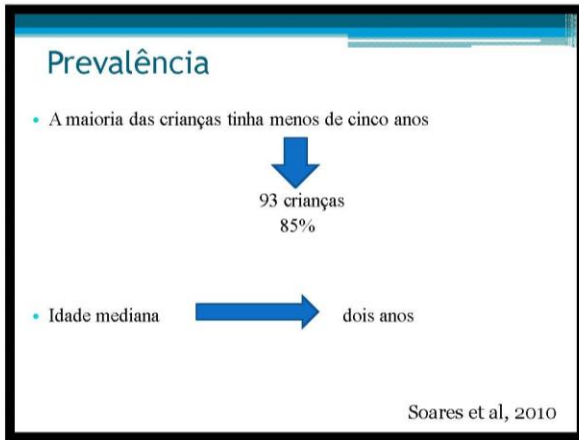 Prevalência
• A maioria das crianças tinha menos de cinco anos
93 crianças
85%
• Idade mediana dois anos
Soares et al, 2010